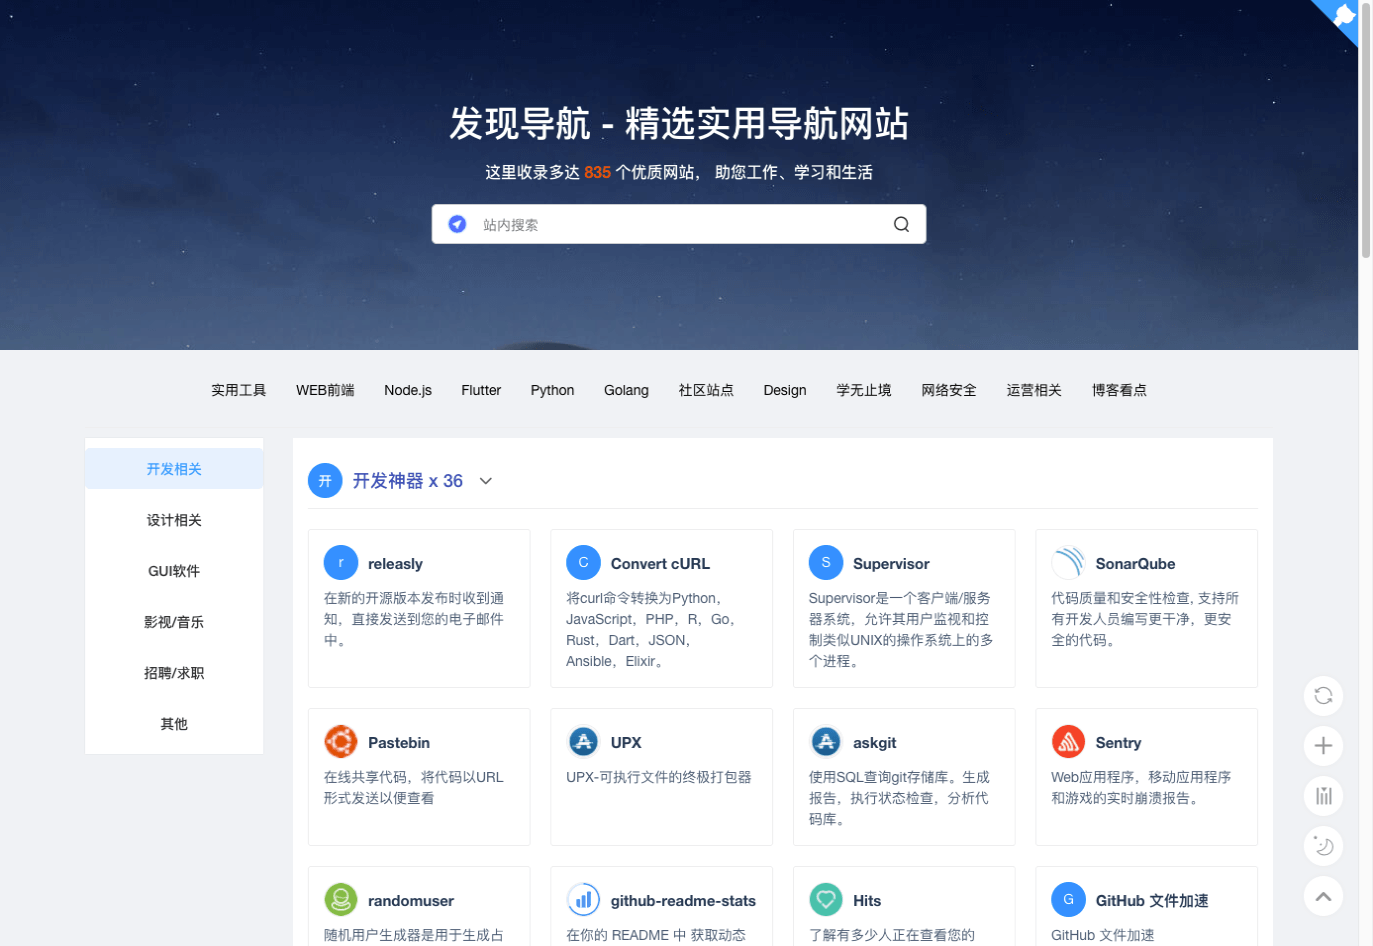 发现导航 - 精选实用导航网站
这里收录多达 835 个优质网站， 助您工作、学习和生活
站内搜索
实用工具 WEB前端 Node.js Flutter Python Golang 社区站点 Design 学无止境 网络安全 运营相关 博客看点
开发相关
设计相关
GUI软件
影视/音乐
招聘/求职
其他
开 开发神器 x 36
r releasly
在新的开源版本发布时收到通
知，直接发送到您的电子邮件
中。
C Convert cURL
将curl命令转换为Python，
JavaScript，PHP，R，Go，
Rust，Dart，JSON，
Ansible，Elixir。
S Supervisor
Supervisor是一个客户端/服务
器系统，允许其用户监视和控
制类似UNIX的操作系统上的多
个进程。
SonarQube
代码质量和安全性检查, 支持所
有开发人员编写更干净，更安
全的代码。
Pastebin
在线共享代码，将代码以URL
形式发送以便查看
UPX
UPX-可执行文件的终极打包器
askgit
使用SQL查询git存储库。生成
报告，执行状态检查，分析代
码库。
Sentry
Web应用程序，移动应用程序
和游戏的实时崩溃报告。
randomuser
随机用户生成器是用于生成占
github-readme-stats
在你的 README 中 获取动态
Hits
了解有多少人正在查看您的
G GitHub 文件加速
GitHub 文件加速